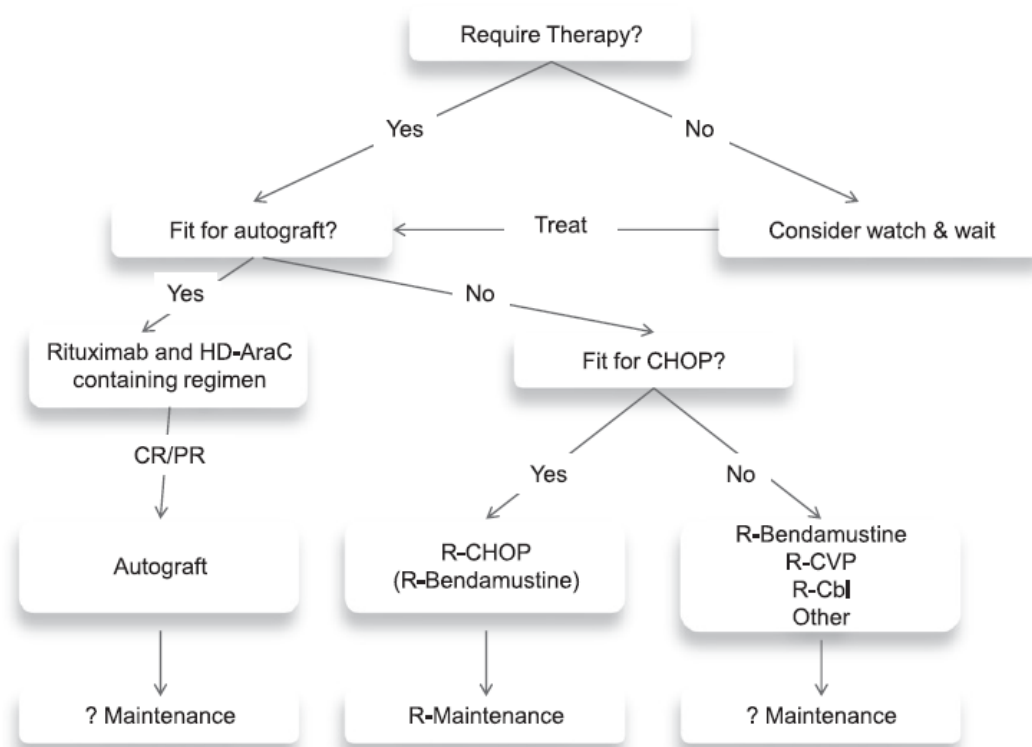 Require Therapy?
Yes
No
Fit for autograft?
Treat
Consider watch & wait
Yes
No
Rituximab and HD-AraC
containing regimen
Fit for CHOP?
CR/PR
Yes
No
Autograft
R-CHOP
(R-Bendamustine)
R-Bendamustine
R-CVP
R-Cbl
Other
? Maintenance
R-Maintenance
? Maintenance